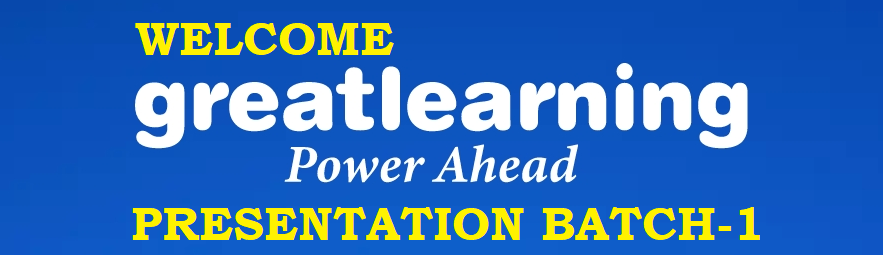 WELCOME
greatlearning
Power Ahead
PRESENTATION BATCH-1